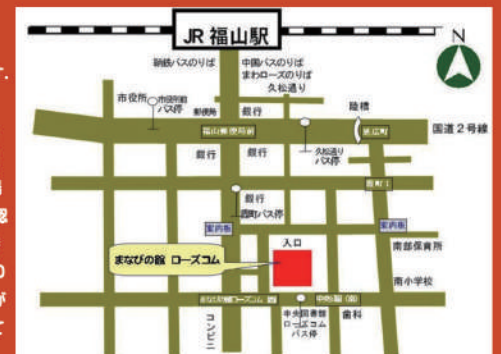 JR 福山駅
N
鞆鉄バスのりば
中国バスのりば
まわローズのりば
久松通り
市役所
市役所前
バス停
郵便局
銀行
陸橋
福山郵便局前
国道2号線
銀行
銀行
久松通り
バス停
銀行
霞町バス停
案内板
案内板
入口
南部保育所
まなびの館 ローズコム
南小学校
中央図書館
ローズコム
バス停
歯科
コンビニ